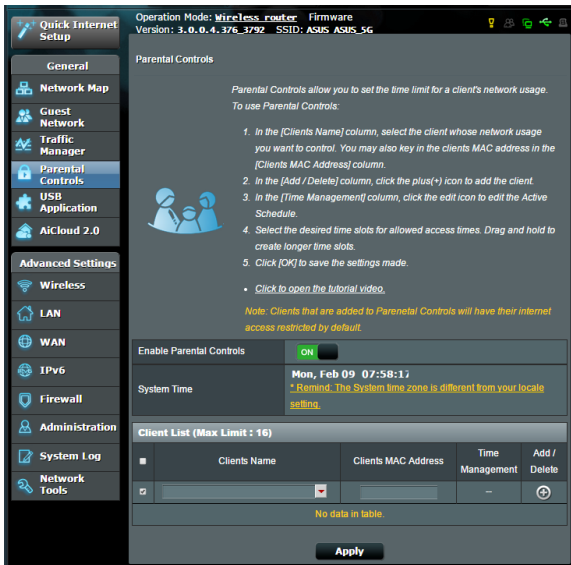 Quick Internet
Setup
Operation Mode: Wireless router Firmware
Version: 3.0.0.4.376_3792 SSID: ASUS ASUS_5G
General
Network Map
Guest
Network
Traffic
Manager
Parental
Controls
USB
Application
AiCloud 2.0
Advanced Settings
Wireless
LAN
WAN
IPv6
Firewall
Administration
System Log
Network
Tools
Parental Controls
Parental Controls allow you to set the time limit for a client's network usage.
To use Parental Controls:
1. In the [Clients Name] column, select the client whose network usage
you want to control. You may also key in the clients MAC address in the
[Clients MAC Address] column.
2. In the [Add / Delete] column, click the plus(+) icon to add the client.
3. In the [Time Management] column, click the edit icon to edit the Active
Schedule.
4. Select the desired time slots for allowed access times. Drag and hold to
create longer time slots.
5. Click [OK] to save the settings made.
• Click to open the tutorial video.
Note: Clients that are added to Parenetal Controls will have their internet
access restricted by default.
Enable Parental Controls
ON
System Time
Mon, Feb 09 07:58:17
* Remind: The System time zone is different from your locale
setting.
Client List (Max Limit : 16)
Clients Name
Clients MAC Address
Time
Management
Add /
Delete
--
No data in table.
Apply